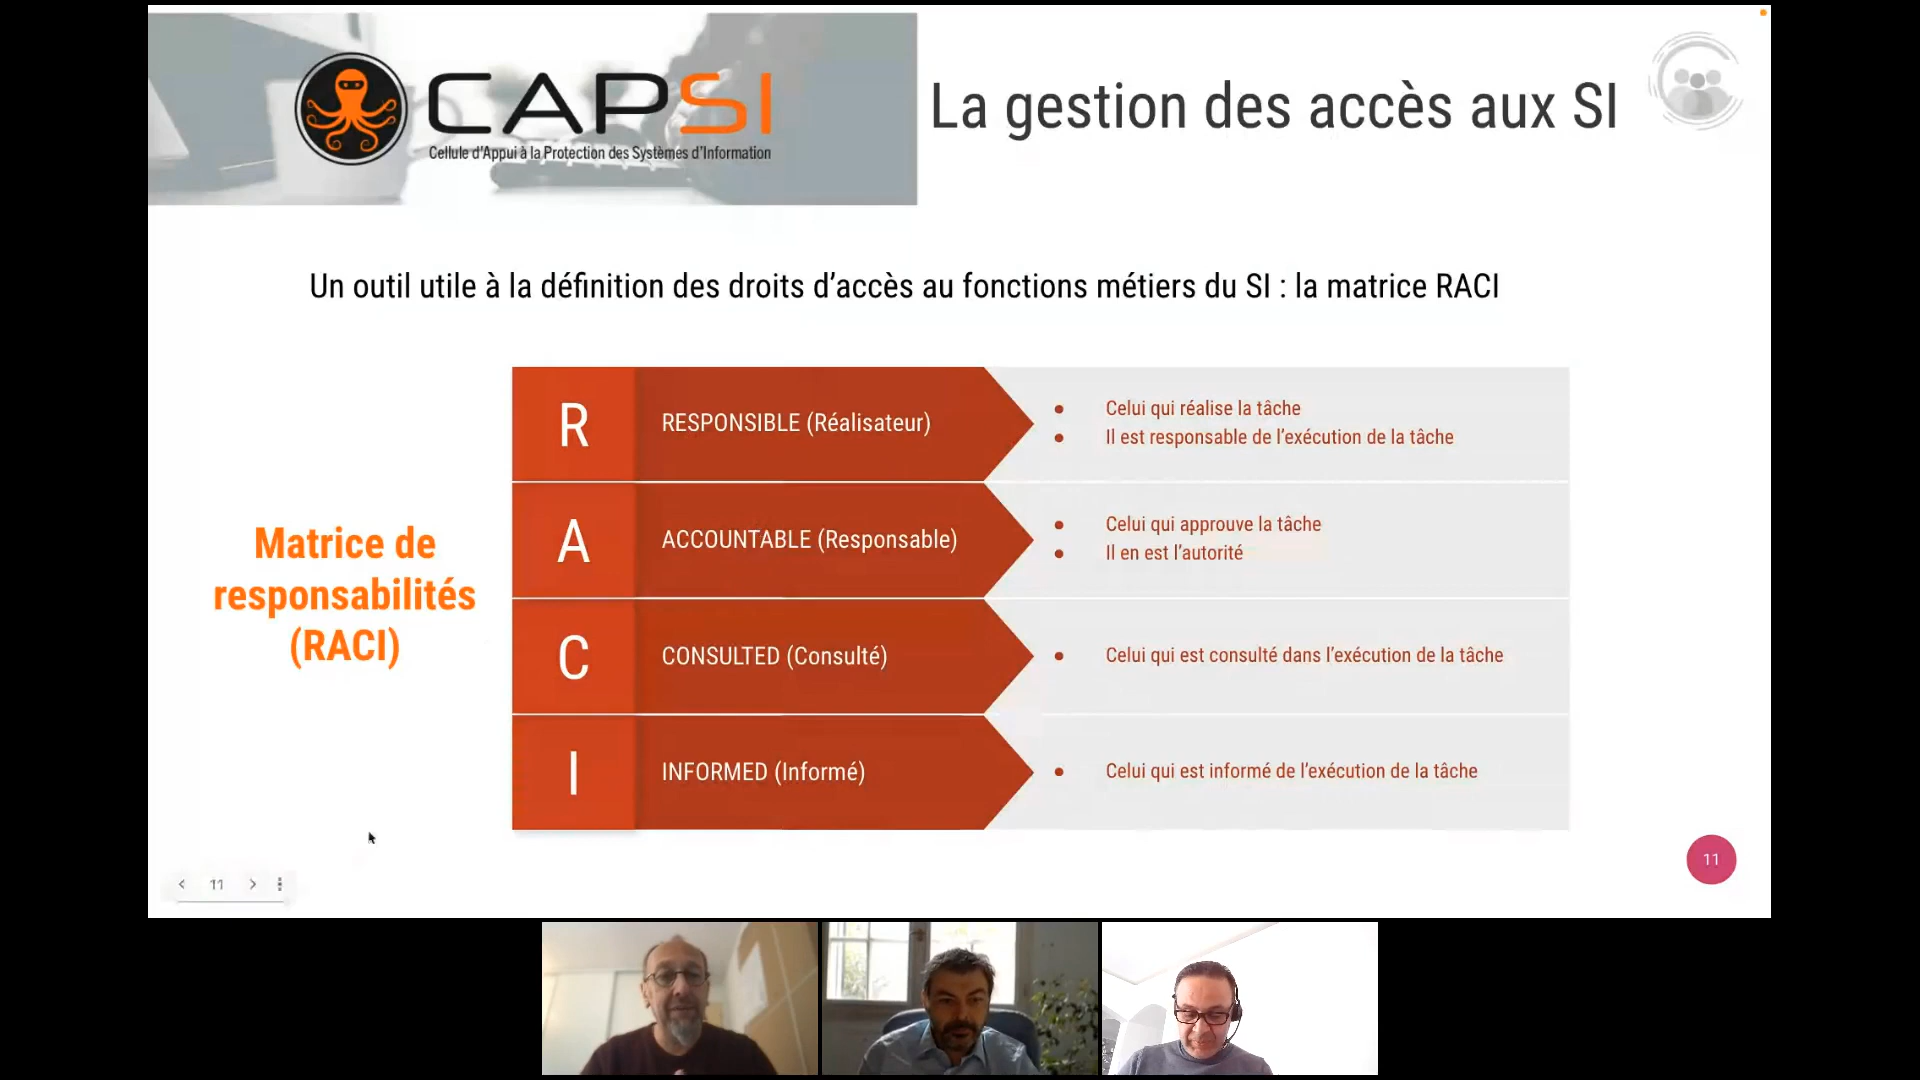 CAPSI
Cellule d'Appui à la Protection des Systèmes d'Information
La gestion des accès aux SI
Un outil utile à la définition des droits d'accès au fonctions métiers du SI : la matrice RACI
Matrice de
responsabilités
(RACI)
R
RESPONSIBLE (Réalisateur)
• Celui qui réalise la tâche
• Il est responsable de l'exécution de la tâche
A
ACCOUNTABLE (Responsable)
• Celui qui approuve la tâche
• Il en est l'autorité
C
CONSULTED (Consulté)
• Celui qui est consulté dans l'exécution de la tâche
I
INFORMED (Informé)
• Celui qui est informé de l'exécution de la tâche
11
11